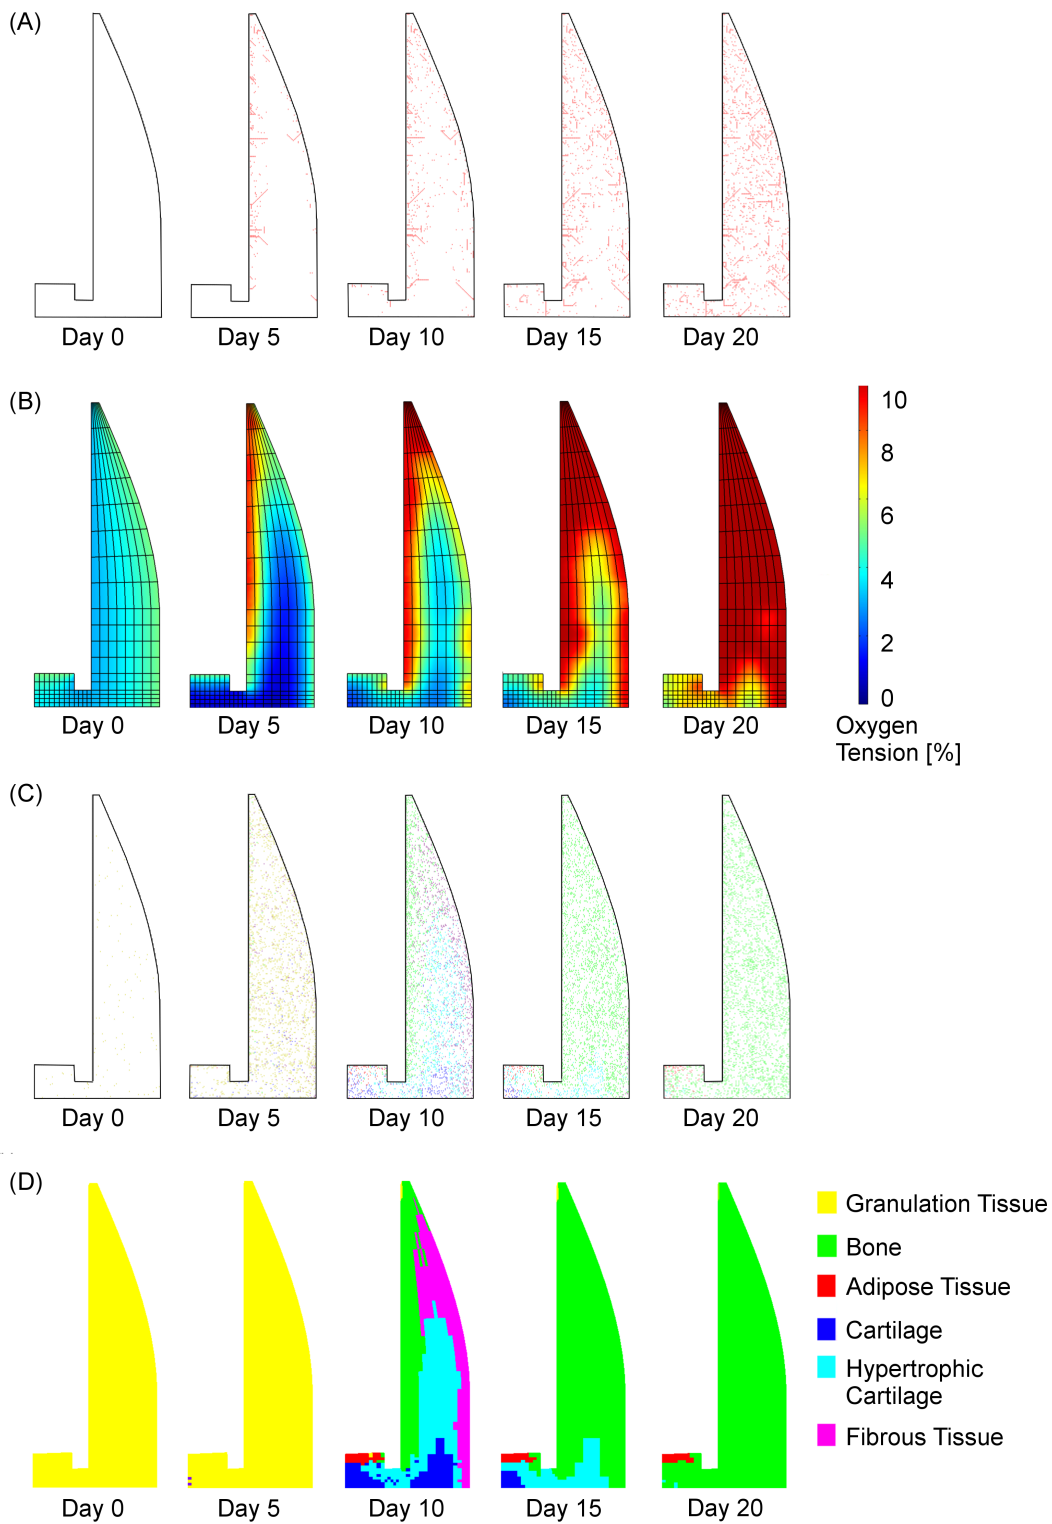 (A)
Day 0
Day 5
Day 10
Day 15
Day 20
(B)
10
8
6
4
2
0
Oxygen
Tension [%]
Day 0
Day 5
Day 10
Day 15
Day 20
(C)
Day 0
Day 5
Day 10
Day 15
Day 20
(D)
Granulation Tissue
Bone
Adipose Tissue
Cartilage
Hypertrophic
Cartilage
Fibrous Tissue
Day 0
Day 5
Day 10
Day 15
Day 20